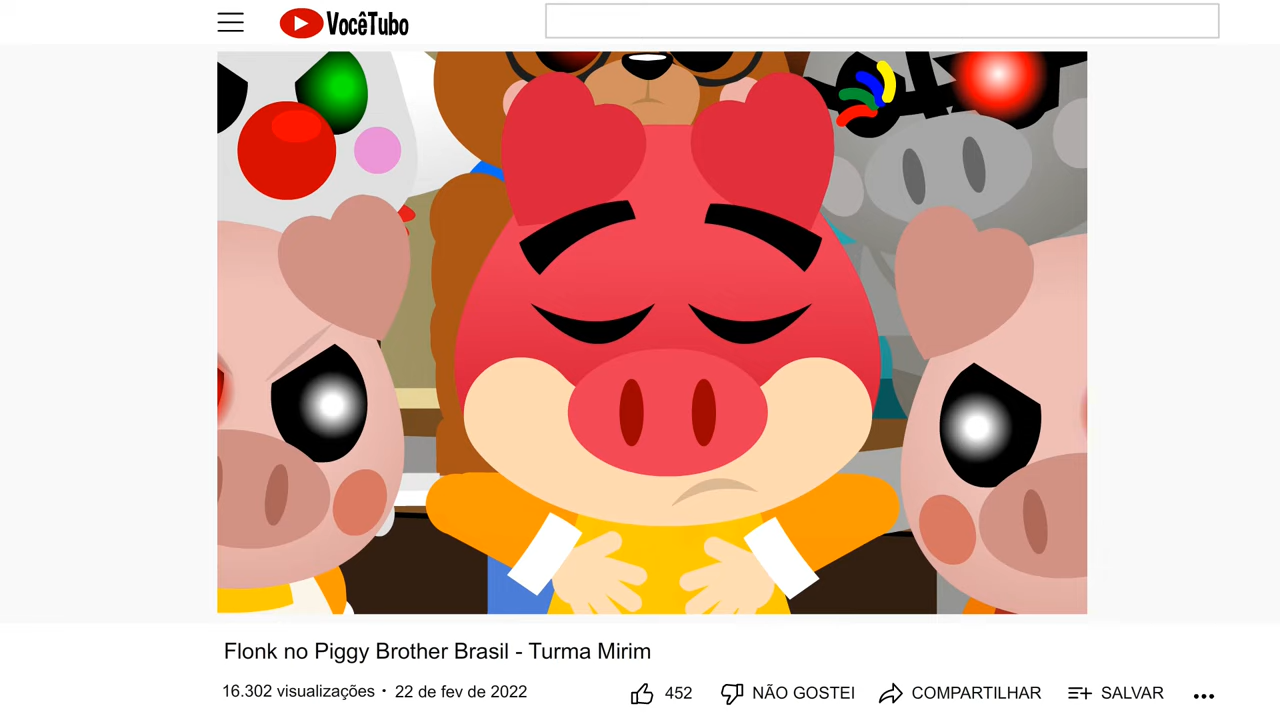 VocêTubo
Flonk no Piggy Brother Brasil - Turma Mirim
16.302 visualizações · 22 de fev de 2022
452 NÃO GOSTEI COMPARTILHAR SALVAR